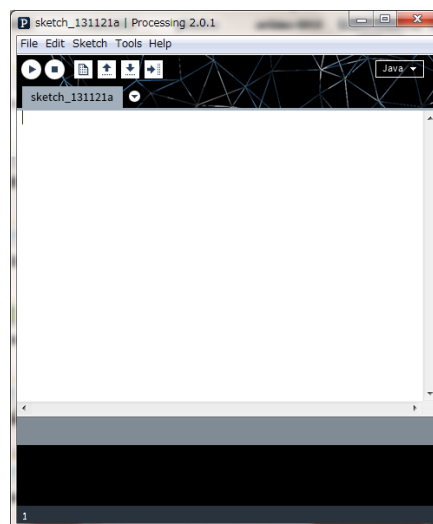 sketch_131121a | Processing 2.0.1
File Edit Sketch Tools Help
Java
sketch_131121a
1